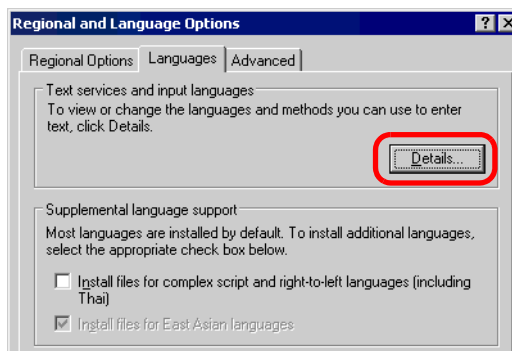 Regional and Language Options
Regional Options Languages Advanced
Text services and input languages
To view or change the languages and methods you can use to enter
text, click Details.
Details...
Supplemental language support
Most languages are installed by default. To install additional languages,
select the appropriate check box below.
Install files for complex script and right-to-left languages (including
Thai)
Install files for East Asian languages